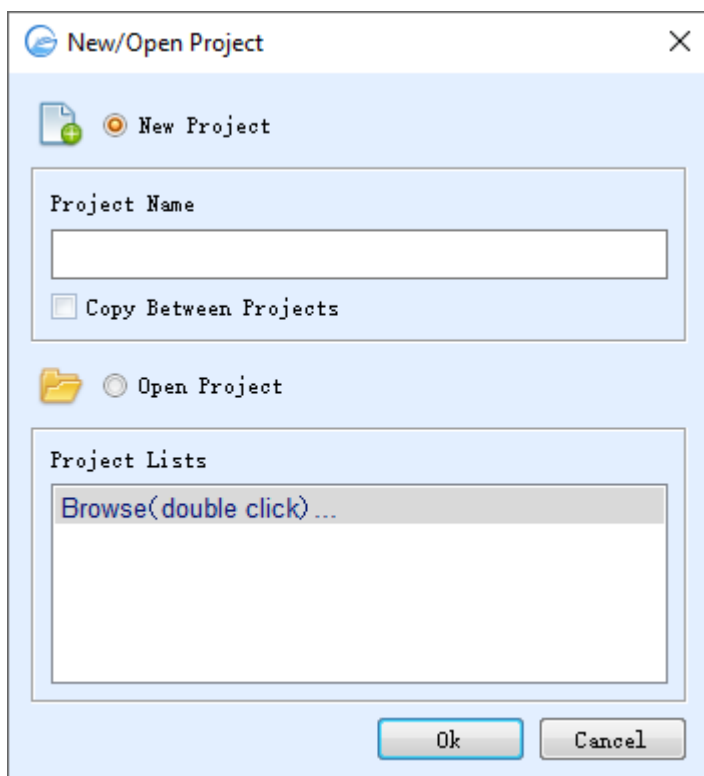 New/Open Project
New Project
Project Name
Copy Between Projects
Open Project
Project Lists
Browse(double click)...
Ok
Cancel